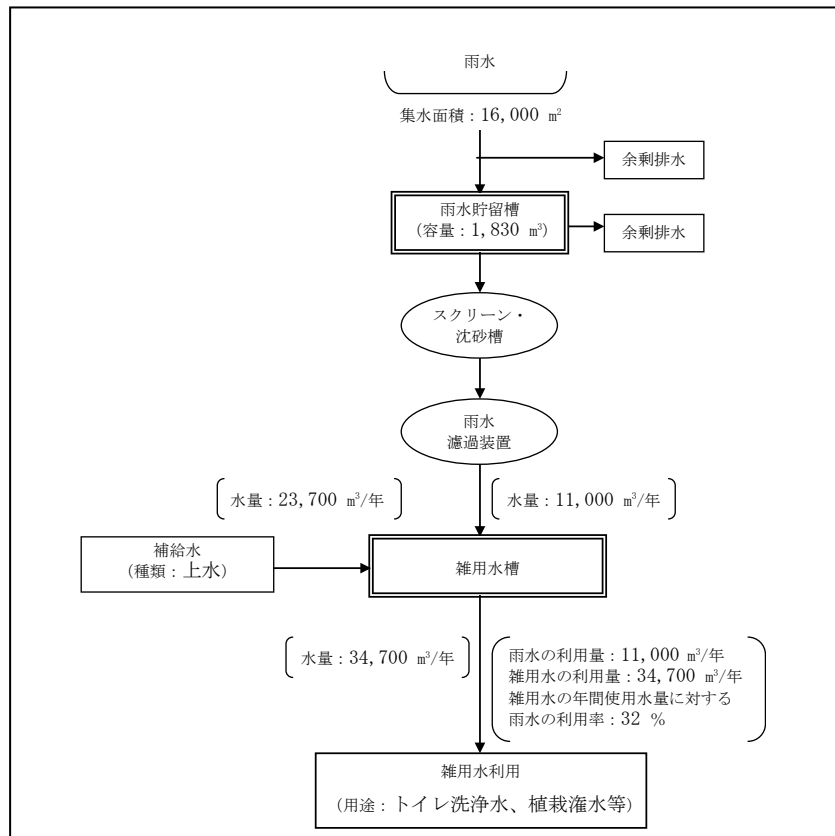 雨水
集水面積：16,000 m²
余剰排水
雨水貯留槽
（容量：1,830 m³）
余剰排水
スクリーン・
沈砂槽
雨水
濾過装置
水量：23,700 m³/年
水量：11,000 m³/年
補給水
（種類：上水）
雑用水槽
水量：34,700 m³/年
雨水の利用量：11,000 m³/年
雑用水の利用量：34,700 m³/年
雑用水の年間使用水量に対する
雨水の利用率：32 %
雑用水利用
（用途：トイレ洗浄水、植栽潅水等）